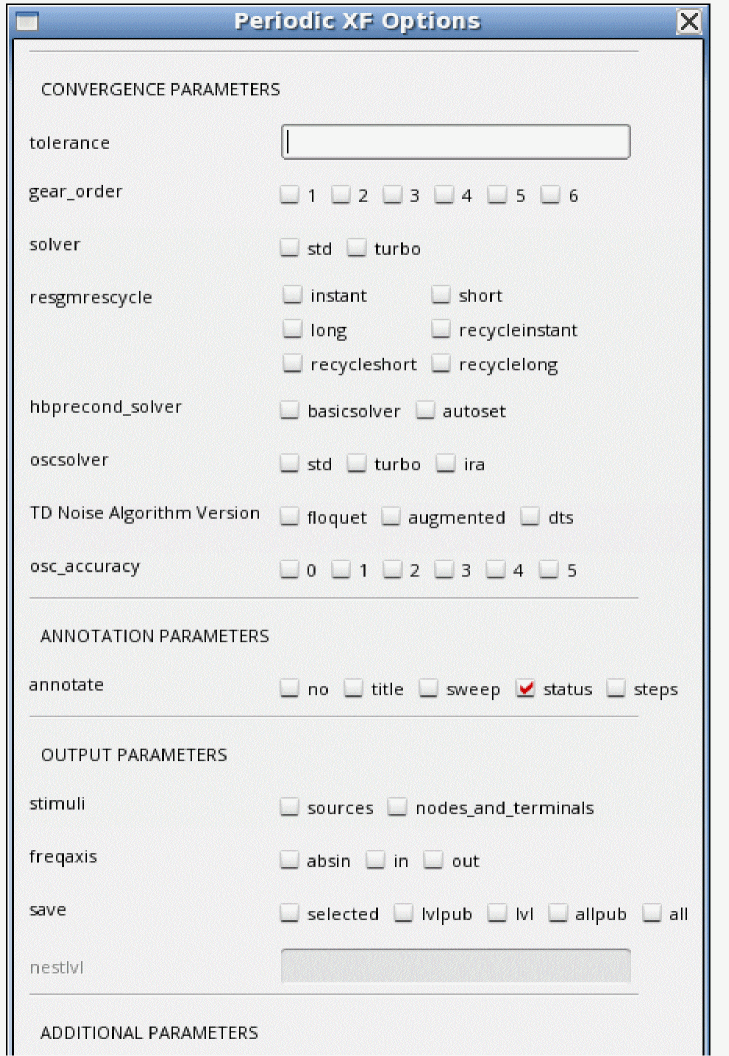 Periodic XF Options
CONVERGENCE PARAMETERS
tolerance
gear_order 1 2 3 4 5 6
solver std turbo
resgmrescycle instant short
long recycleinstant
recycleshort recyclelong
hbprecond_solver basicsolver autoset
oscsolver std turbo ira
TD Noise Algorithm Version floquet augmented dts
osc_accuracy 0 1 2 3 4 5
ANNOTATION PARAMETERS
annotate no title sweep status steps
OUTPUT PARAMETERS
stimuli sources nodes_and_terminals
freqaxis absin in out
save selected lvlpub lvl allpub all
nestlvl
ADDITIONAL PARAMETERS